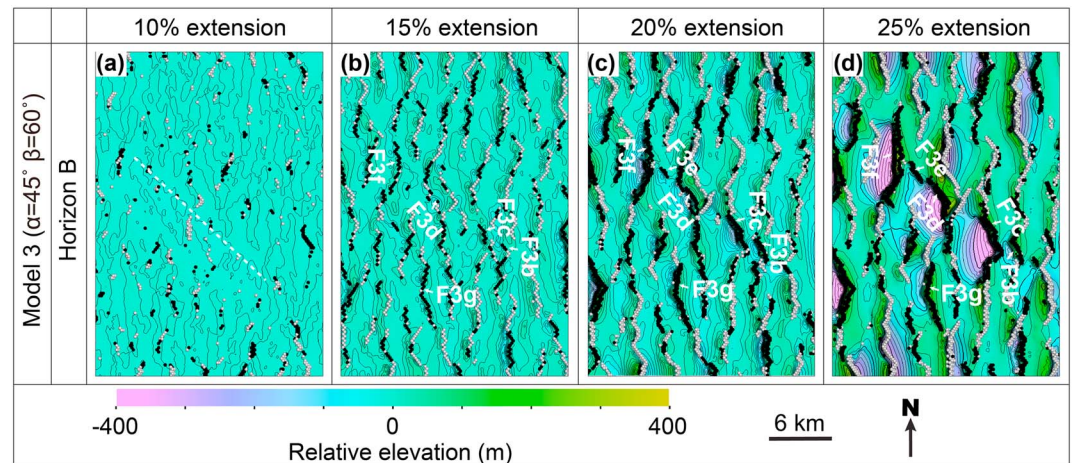 10% extension
15% extension
20% extension
25% extension
Model 3 (α=45° β=60°)
Horizon B
(a)
(b)
F3f
F3d
F3c
F3b
F3g
(c)
F3f
F3e
F3d
F3c
F3b
F3g
(d)
F3f
F3e
F3d
F3c
F3b
F3g
-400
0
400
Relative elevation (m)
6 km
N